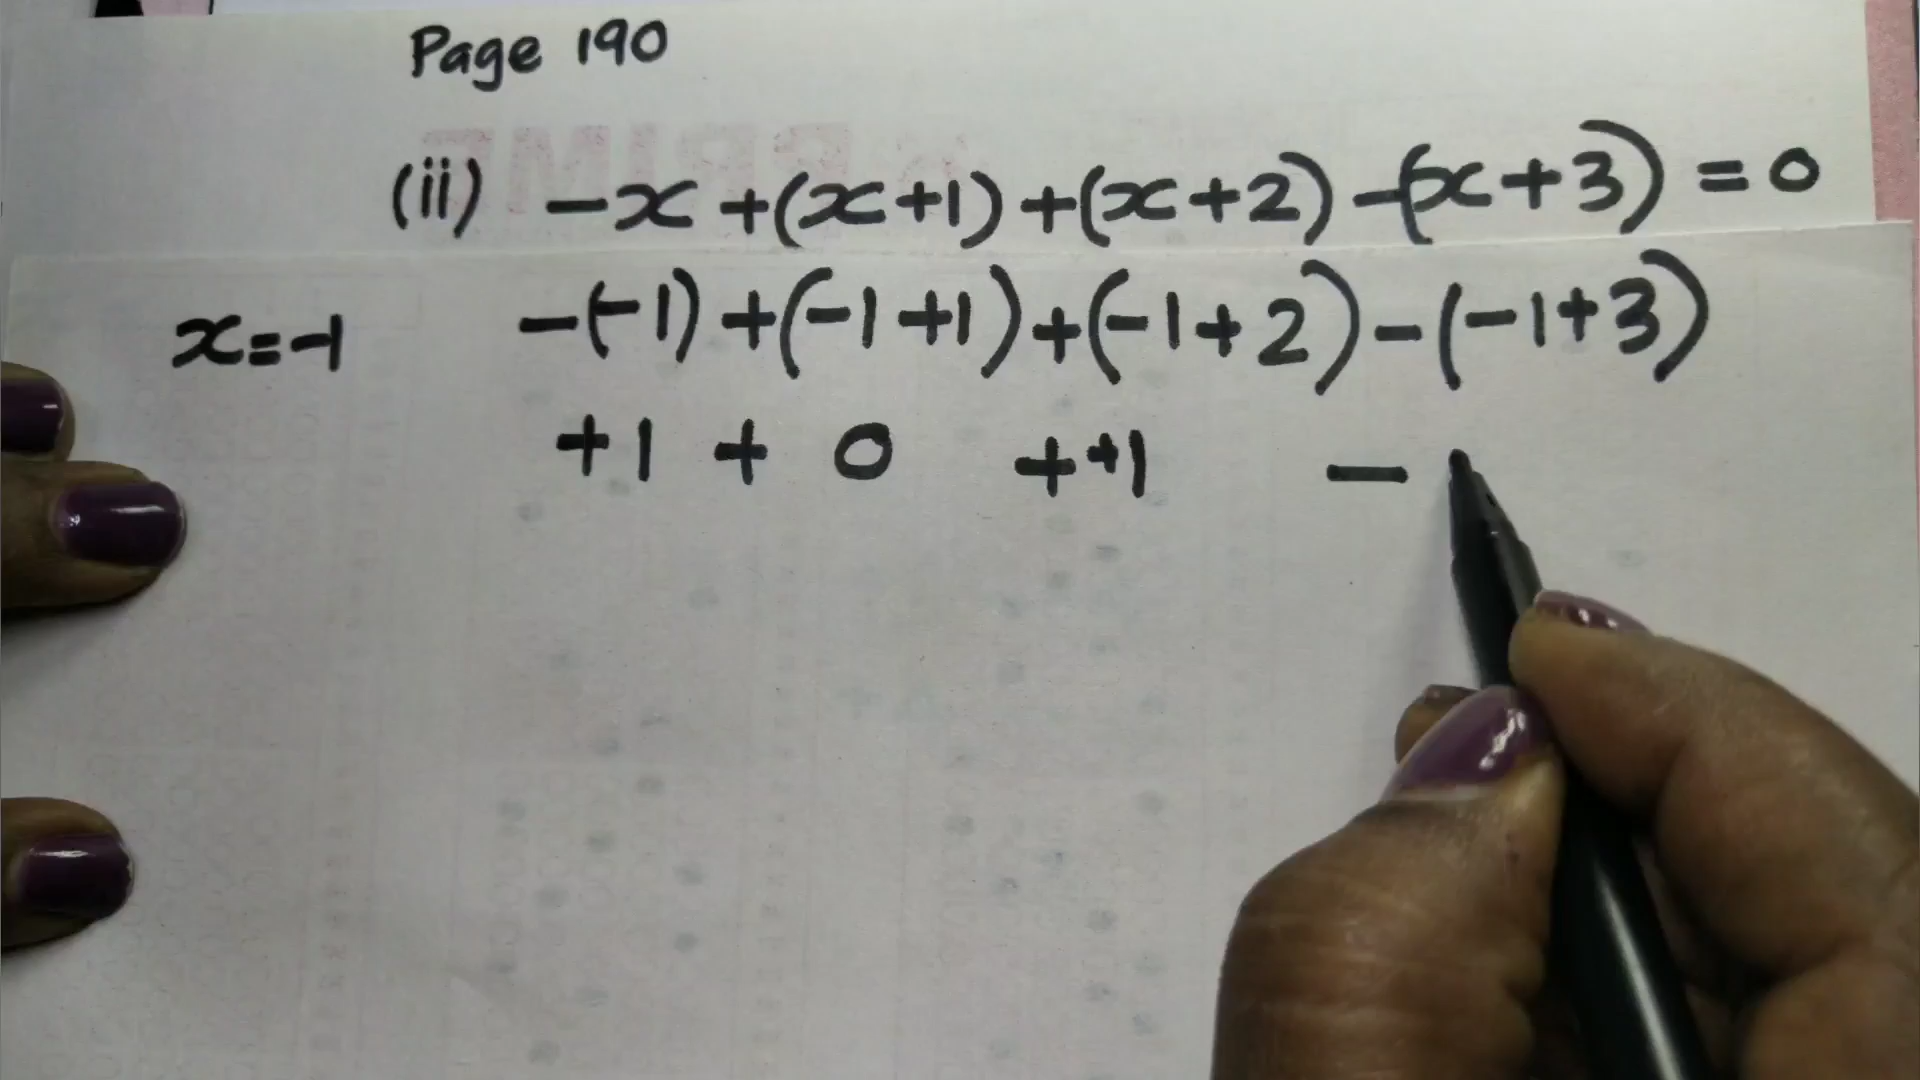 Page 190
(ii) -x +(x+1) +(x+2) -(x+3) = 0
x=-1 -(-1) +(-1+1) +(-1+2) -(-1+3)
+1 + 0 ++1 -